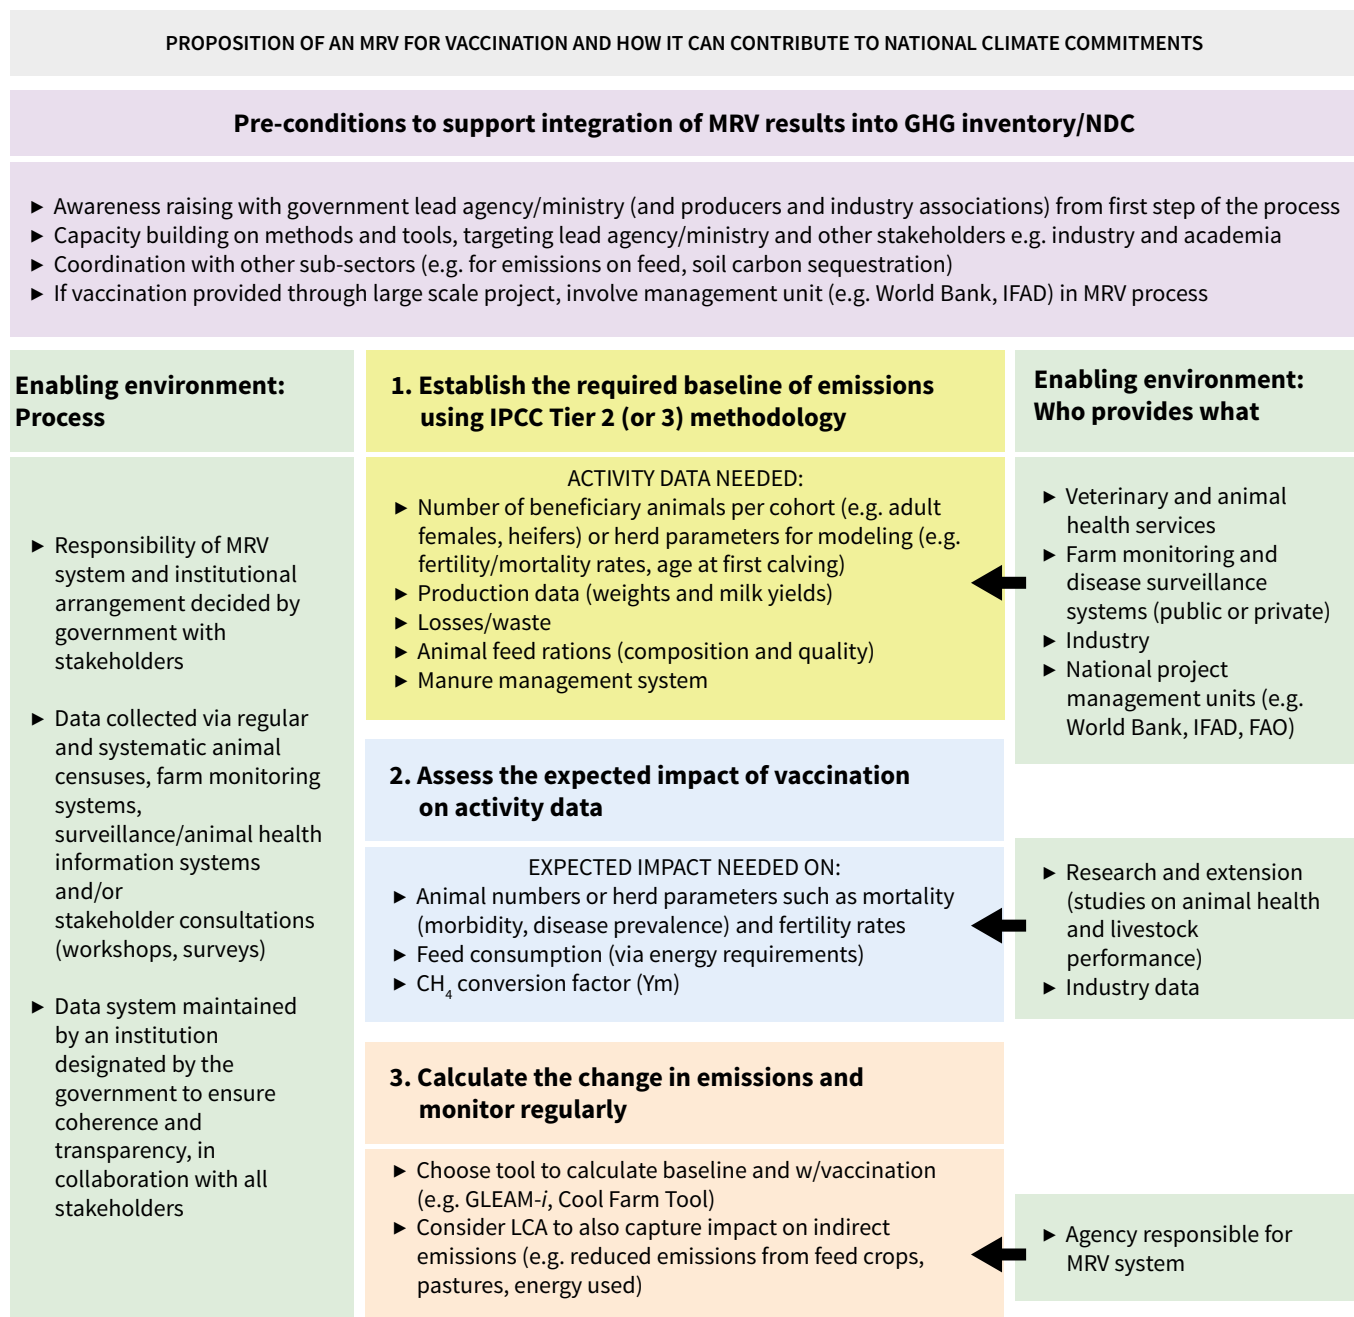 PROPOSITION OF AN MRV FOR VACCINATION AND HOW IT CAN CONTRIBUTE TO NATIONAL CLIMATE COMMITMENTS
Pre-conditions to support integration of MRV results into GHG inventory/NDC
► Awareness raising with government lead agency/ministry (and producers and industry associations) from first step of the process
► Capacity building on methods and tools, targeting lead agency/ministry and other stakeholders e.g. industry and academia
► Coordination with other sub-sectors (e.g. for emissions on feed, soil carbon sequestration)
► If vaccination provided through large scale project, involve management unit (e.g. World Bank, IFAD) in MRV process
Enabling environment:
Process
► Responsibility of MRV
system and institutional
arrangement decided by
government with
stakeholders
► Data collected via regular
and systematic animal
censuses, farm monitoring
systems,
surveillance/animal health
information systems
and/or
stakeholder consultations
(workshops, surveys)
► Data system maintained
by an institution
designated by the
government to ensure
coherence and
transparency, in
collaboration with all
stakeholders
1. Establish the required baseline of emissions
using IPCC Tier 2 (or 3) methodology
ACTIVITY DATA NEEDED:
► Number of beneficiary animals per cohort (e.g. adult
females, heifers) or herd parameters for modeling (e.g.
fertility/mortality rates, age at first calving)
► Production data (weights and milk yields)
► Losses/waste
► Animal feed rations (composition and quality)
► Manure management system
2. Assess the expected impact of vaccination
on activity data
EXPECTED IMPACT NEEDED ON:
► Animal numbers or herd parameters such as mortality
(morbidity, disease prevalence) and fertility rates
► Feed consumption (via energy requirements)
► CH₄ conversion factor (Ym)
3. Calculate the change in emissions and
monitor regularly
► Choose tool to calculate baseline and w/vaccination
(e.g. GLEAM-i, Cool Farm Tool)
► Consider LCA to also capture impact on indirect
emissions (e.g. reduced emissions from feed crops,
pastures, energy used)
Enabling environment:
Who provides what
► Veterinary and animal
health services
► Farm monitoring and
disease surveillance
systems (public or private)
► Industry
► National project
management units (e.g.
World Bank, IFAD, FAO)
► Research and extension
(studies on animal health
and livestock
performance)
► Industry data
► Agency responsible for
MRV system